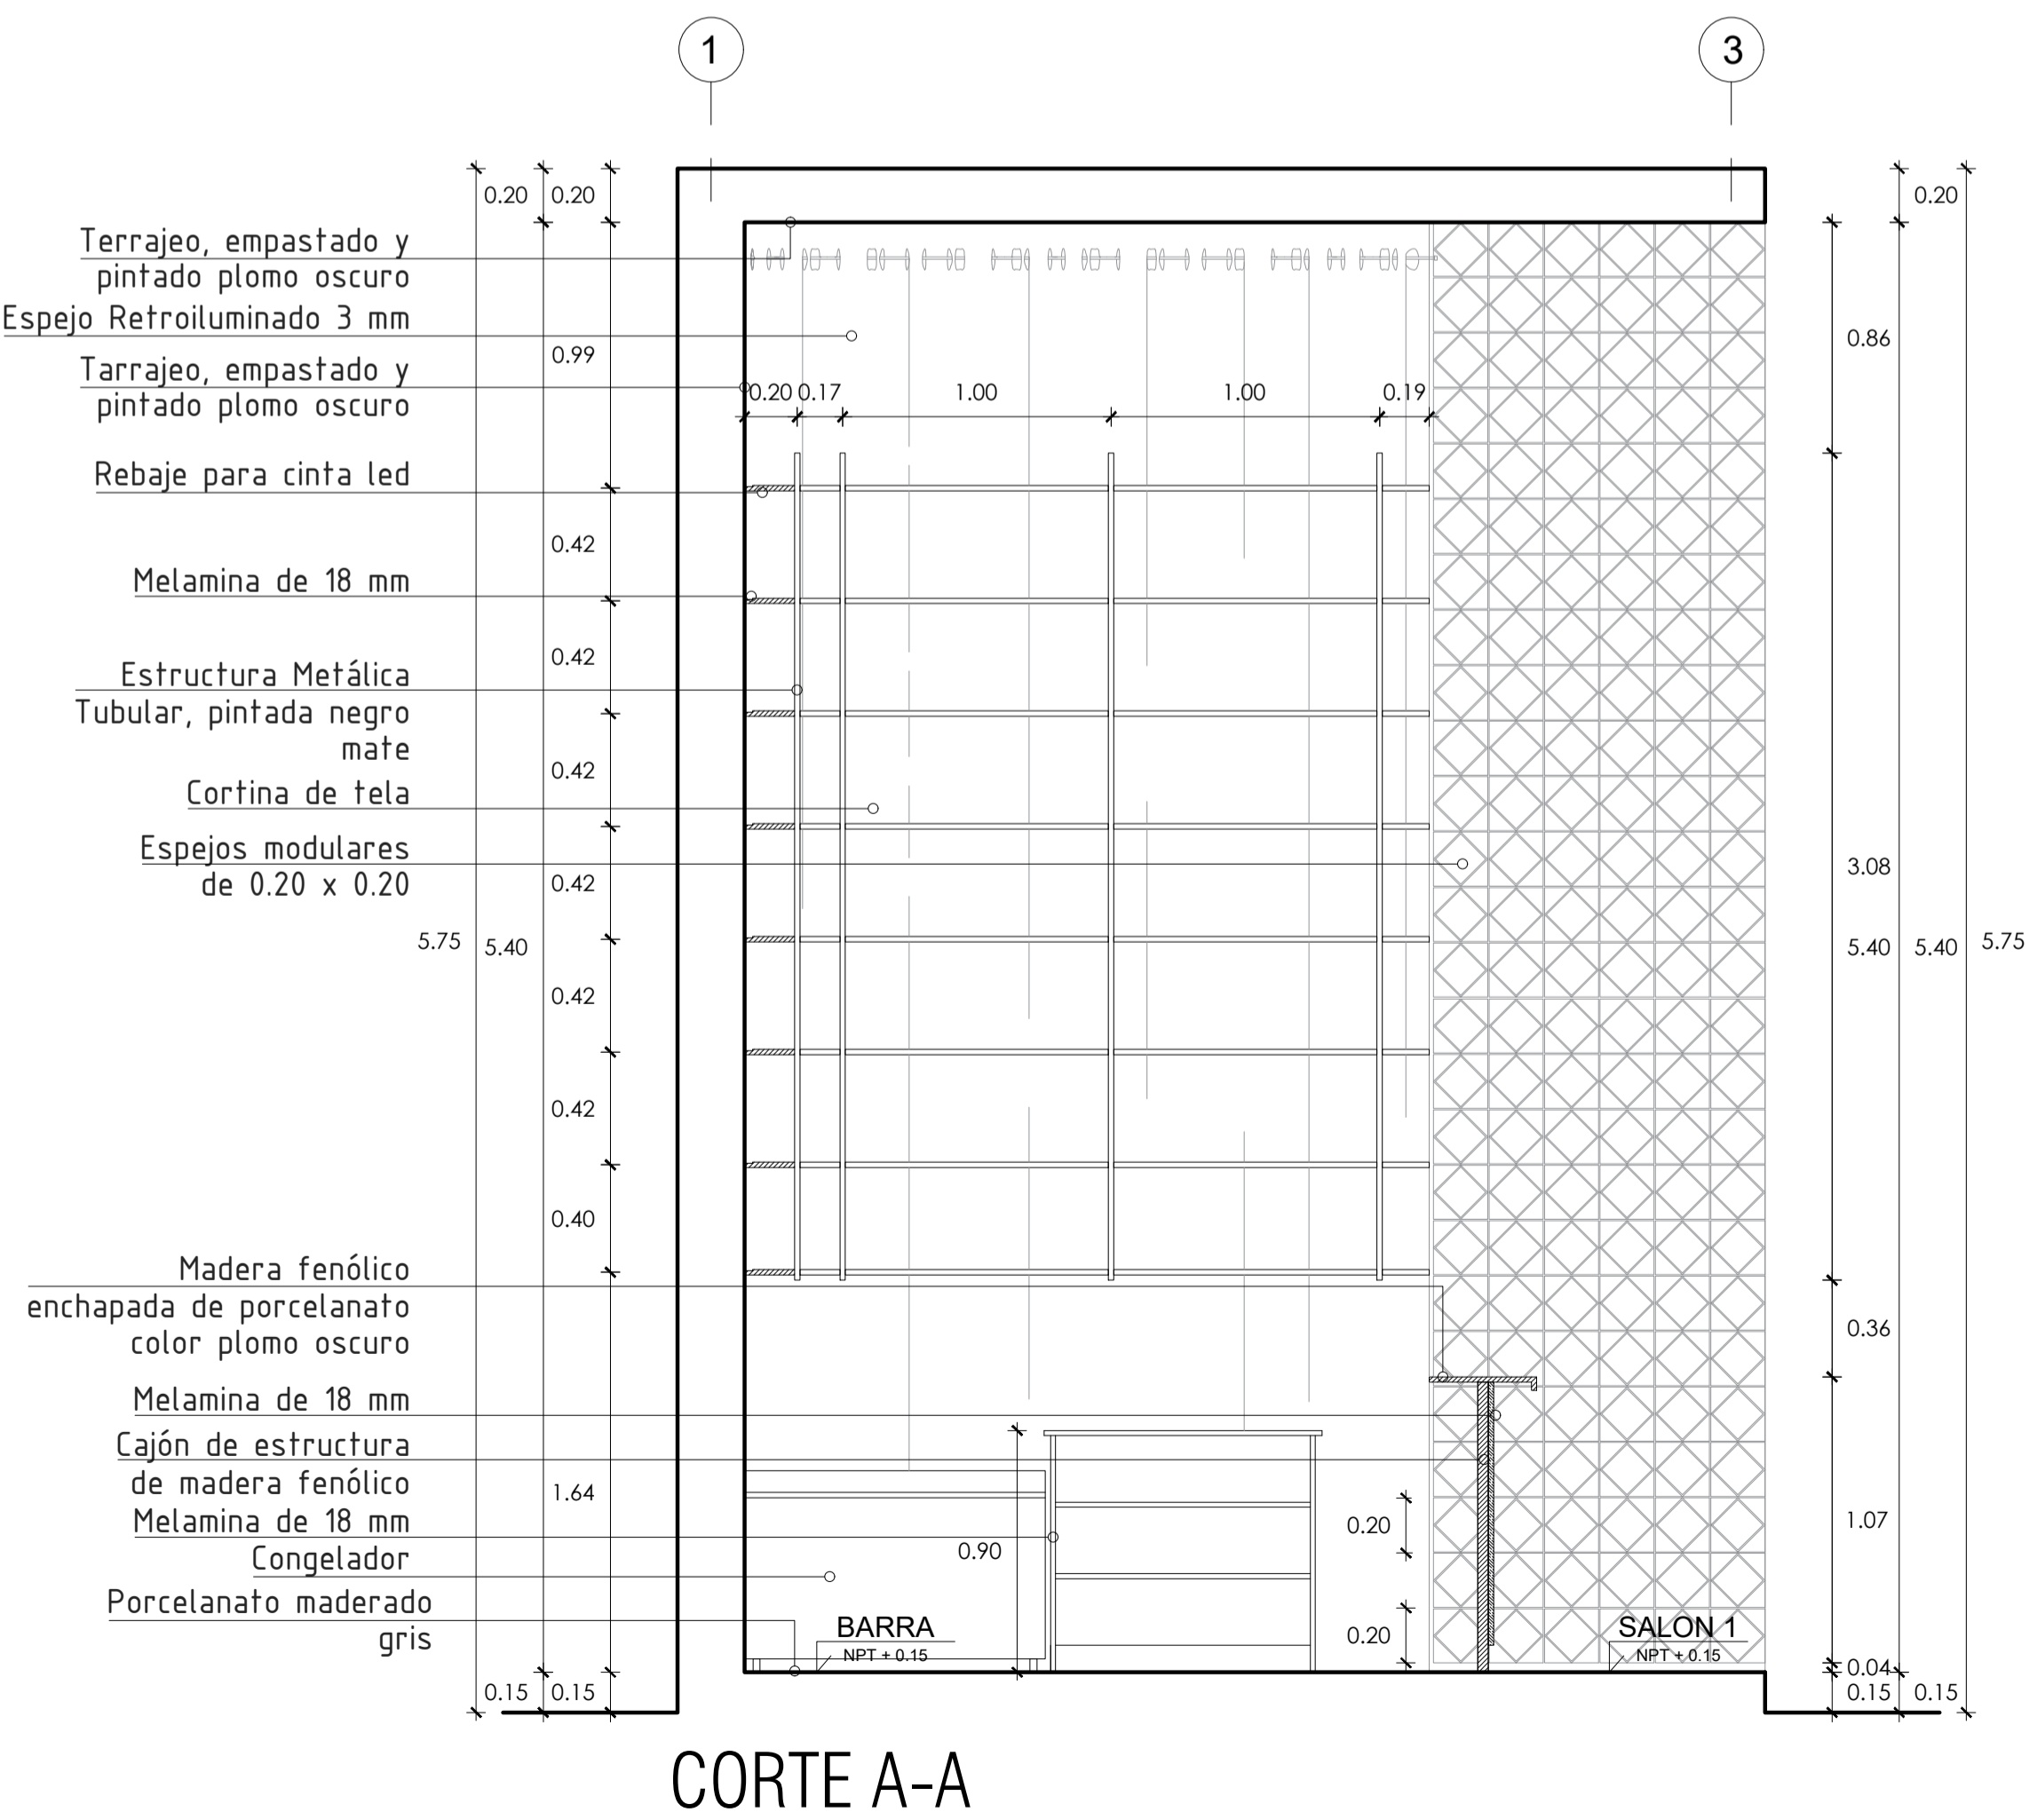 1
3
0.20
0.20
0.20
Terrajeo, empastado y
pintado plomo oscuro
Espejo Retroiluminado 3 mm
0.86
0.99
Tarrajeo, empastado y
pintado plomo oscuro
0.20
0.17
1.00
1.00
0.19
Rebaje para cinta led
0.42
Melamina de 18 mm
0.42
Estructura Metálica
Tubular, pintada negro
mate
0.42
Cortina de tela
Espejos modulares
de 0.20 x 0.20
0.42
3.08
5.75
5.40
5.40
5.40
5.75
0.42
0.42
0.40
Madera fenólico
enchapada de porcelanato
color plomo oscuro
0.36
Melamina de 18 mm
Cajón de estructura
de madera fenólico
1.64
Melamina de 18 mm
0.90
0.20
1.07
Congelador
Porcelanato maderado
gris
BARRA
NPT + 0.15
0.20
SALON 1
NPT + 0.15
0.04
0.15
0.15
0.15
0.15
CORTE A-A